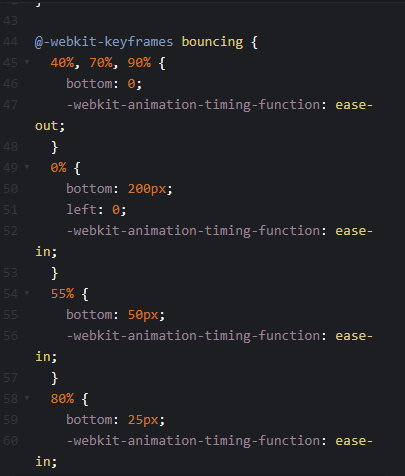 43
44 @-webkit-keyframes bouncing {
45 40%, 70%, 90% {
46 bottom: 0;
47 -webkit-animation-timing-function: ease-
out;
48 }
49 0% {
50 bottom: 200px;
51 left: 0;
52 -webkit-animation-timing-function: ease-
in;
53 }
54 55% {
55 bottom: 50px;
56 -webkit-animation-timing-function: ease-
in;
57 }
58 80% {
59 bottom: 25px;
60 -webkit-animation-timing-function: ease-
in;